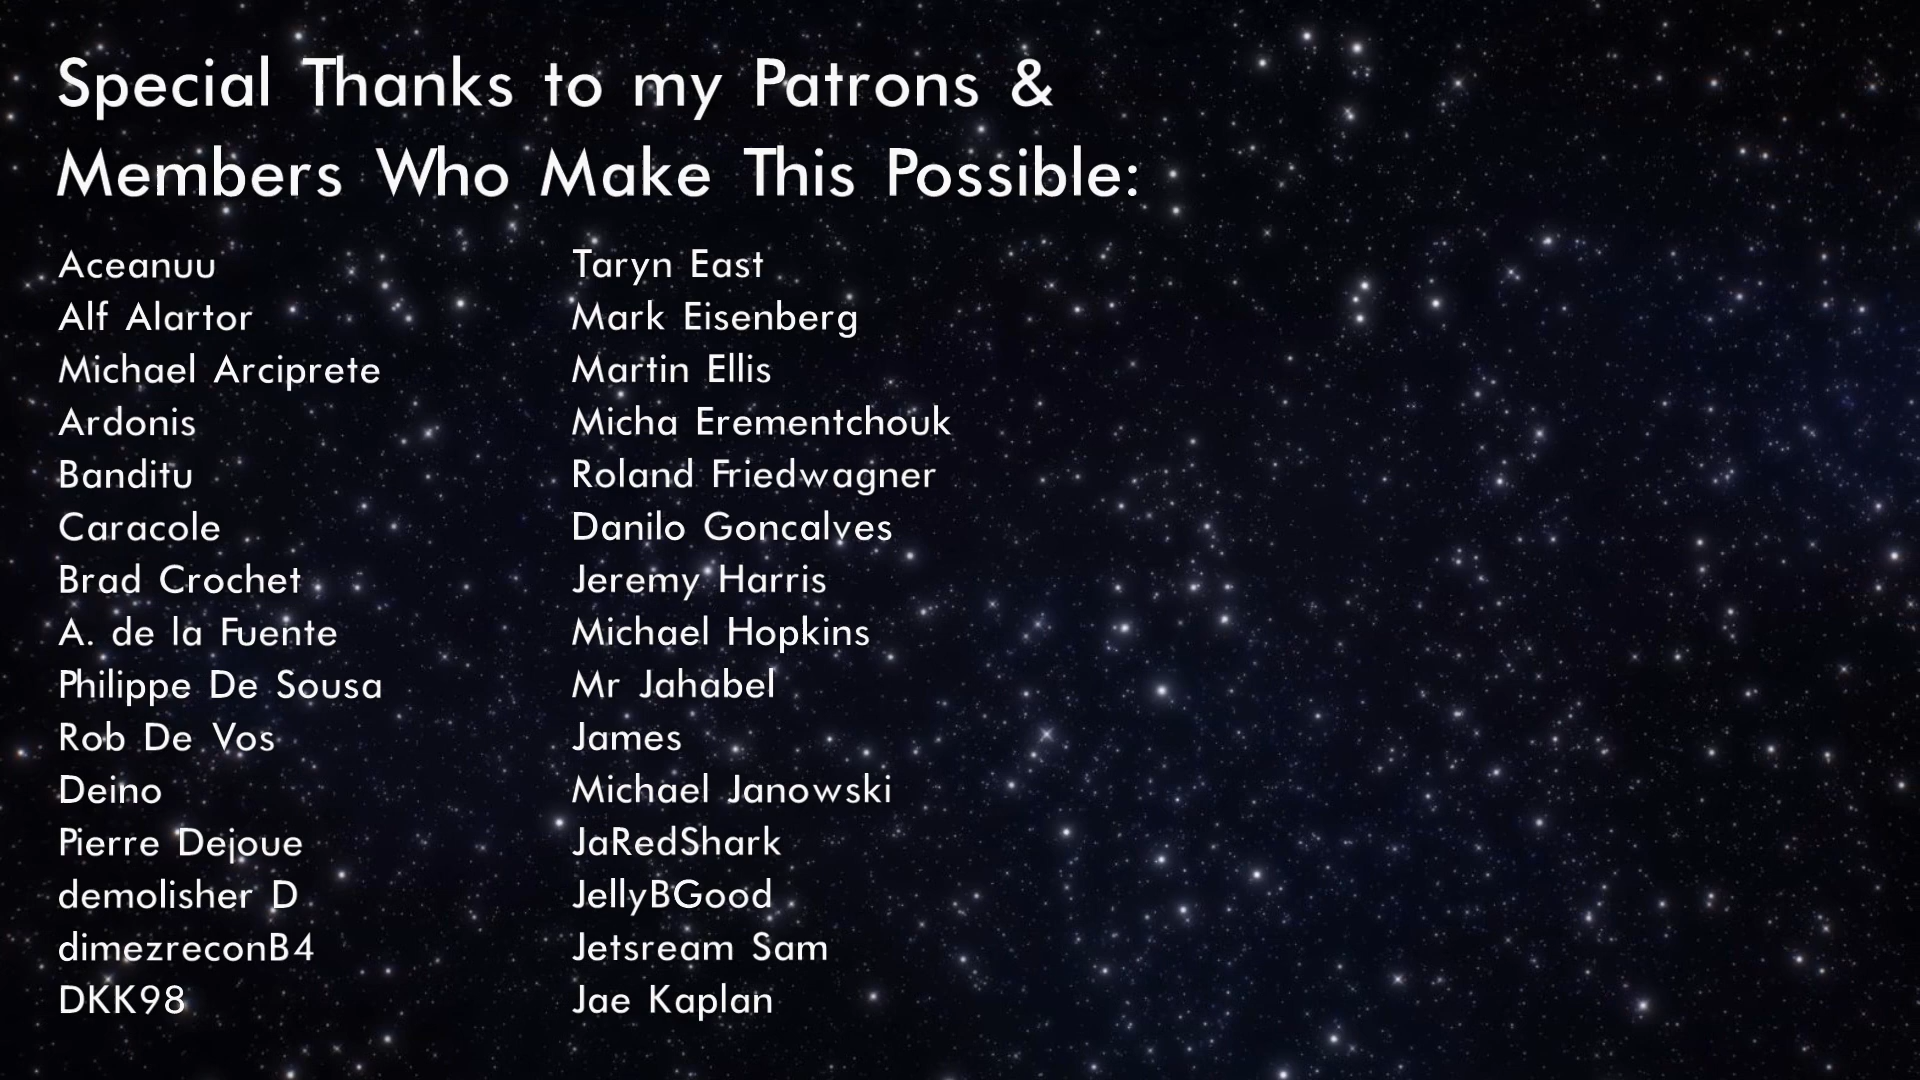 Special Thanks to my Patrons &
Members Who Make This Possible:
Aceanuu
Alf Alartor
Michael Arciprete
Ardonis
Banditu
Caracole
Brad Crochet
A. de la Fuente
Philippe De Sousa
Rob De Vos
Deino
Pierre Dejoue
demolisher D
dimezreconB4
DKK98
Taryn East
Mark Eisenberg
Martin Ellis
Micha Erementchouk
Roland Friedwagner
Danilo Goncalves
Jeremy Harris
Michael Hopkins
Mr Jahabel
James
Michael Janowski
JaRedShark
JellyBGood
Jetsream Sam
Jae Kaplan